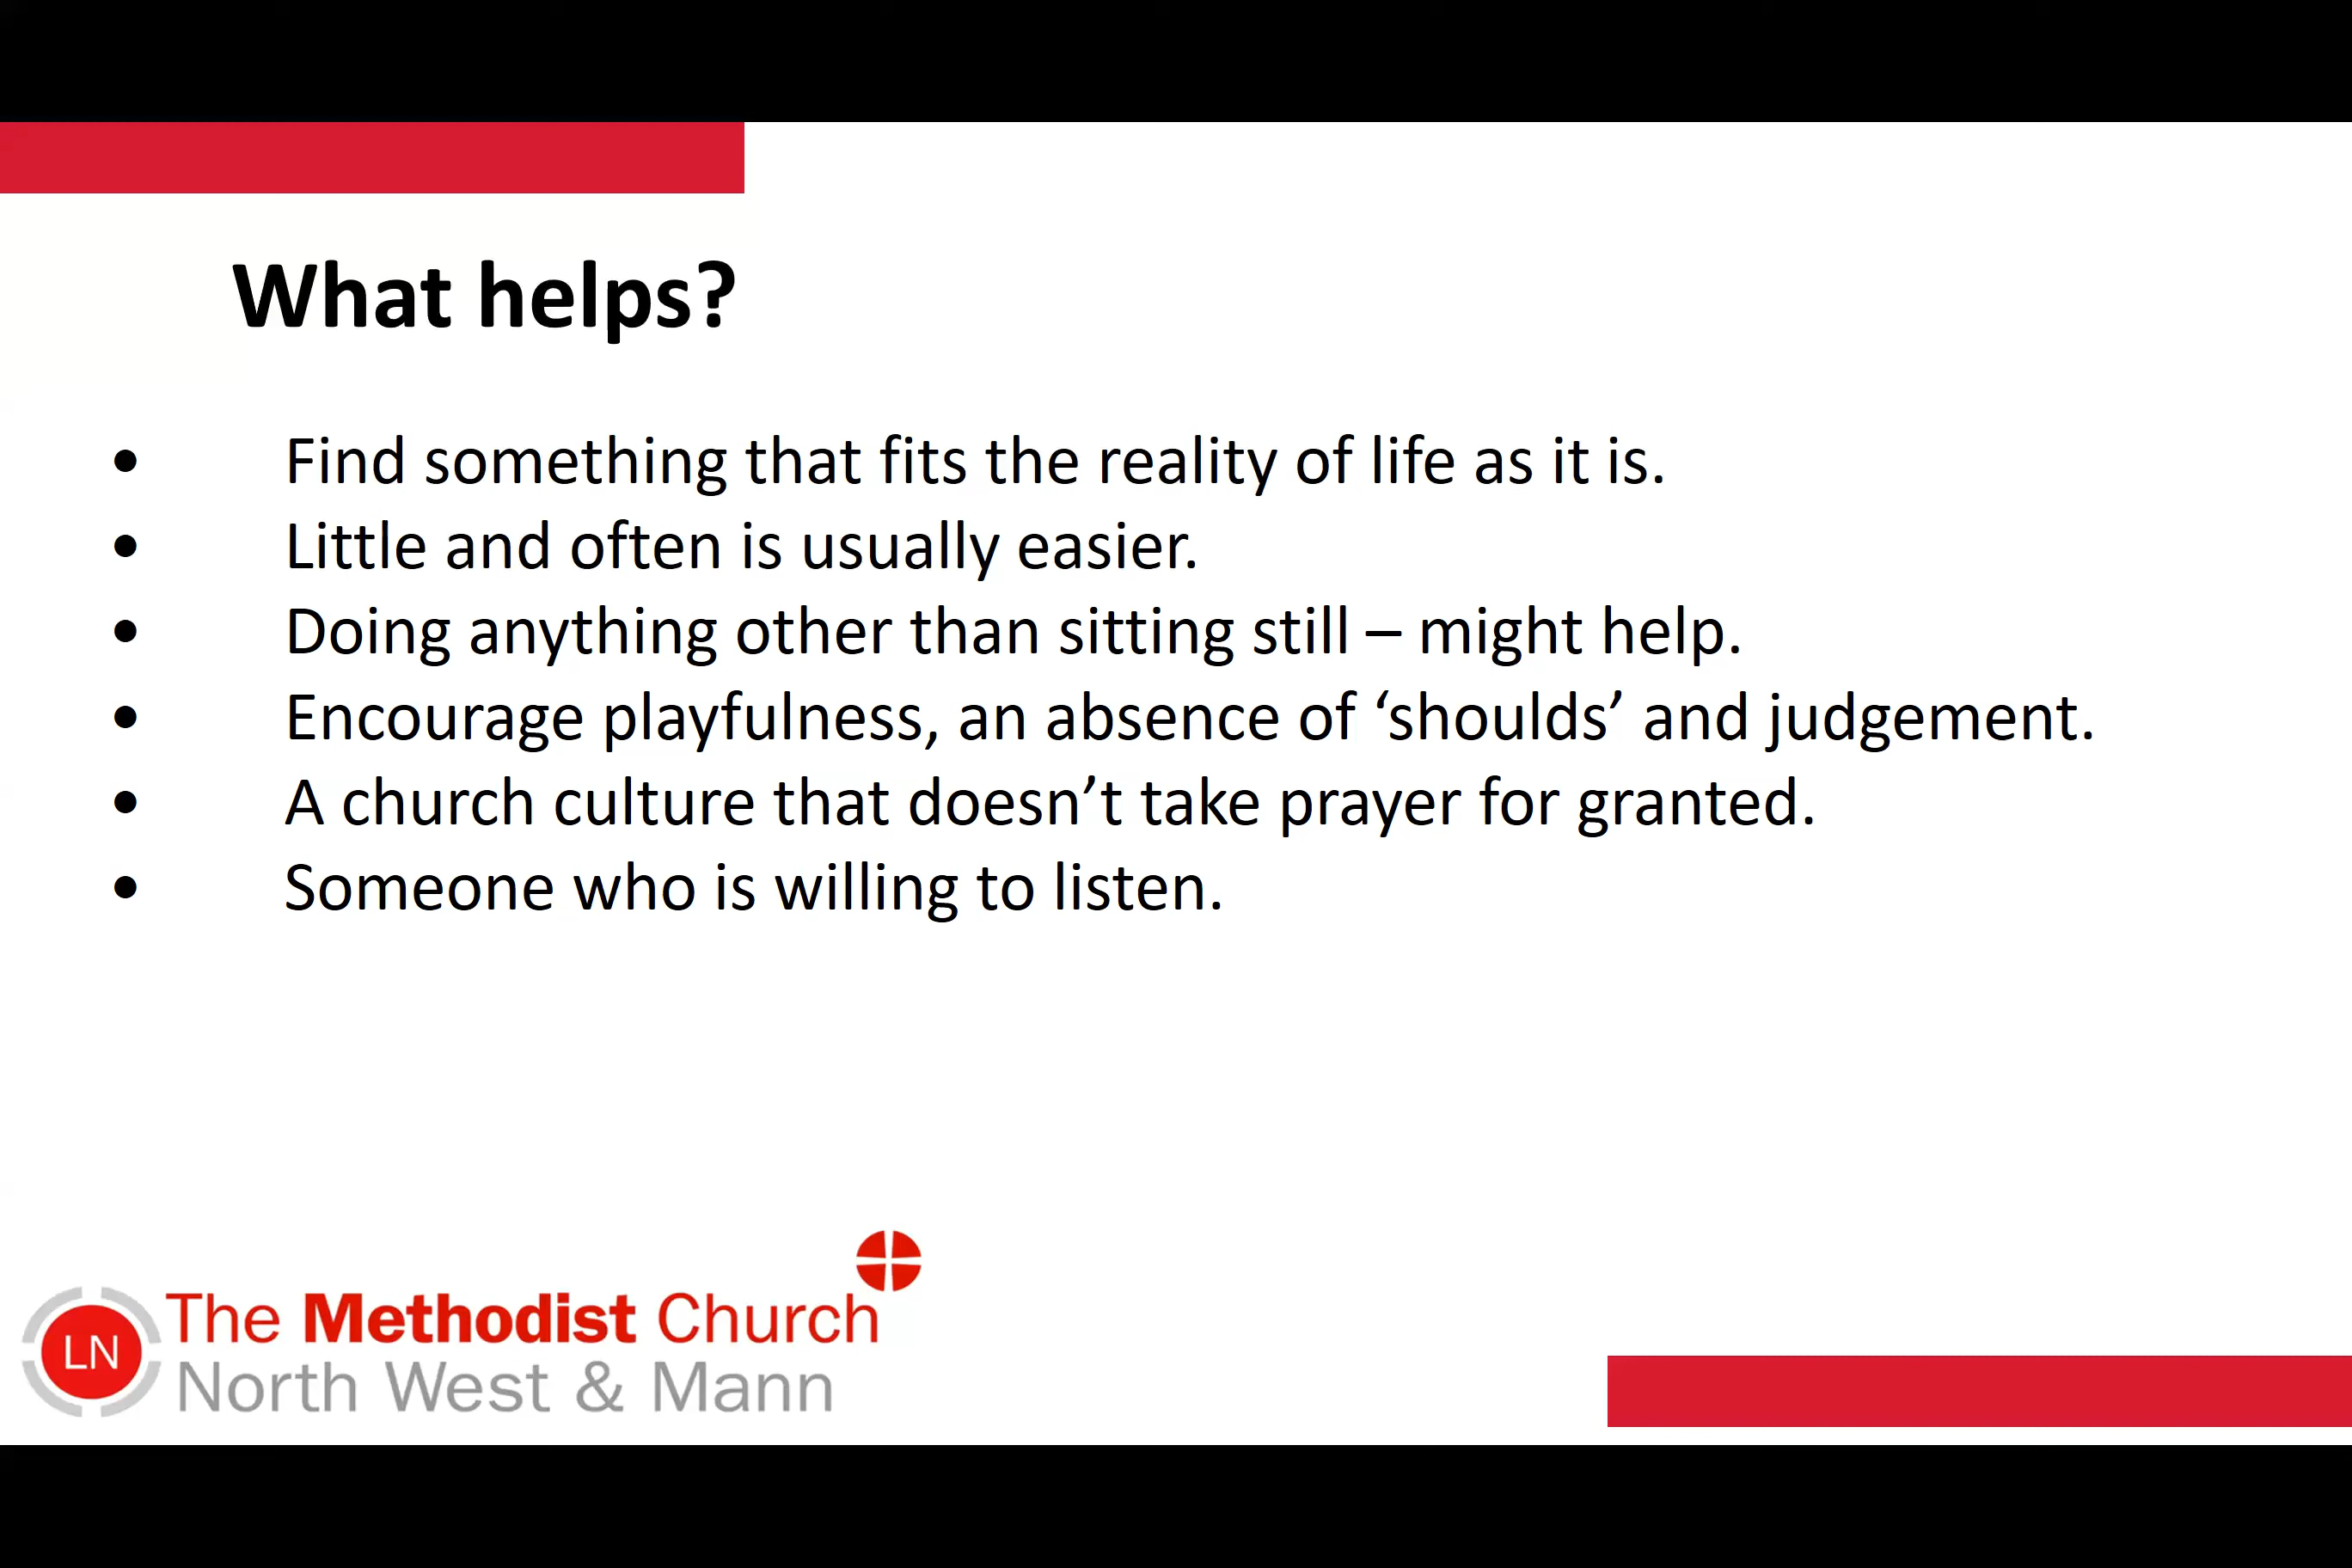 What helps?
• Find something that fits the reality of life as it is.
• Little and often is usually easier.
• Doing anything other than sitting still – might help.
• Encourage playfulness, an absence of ‘shoulds’ and judgement.
• A church culture that doesn’t take prayer for granted.
• Someone who is willing to listen.
LN
The Methodist Church
North West & Mann